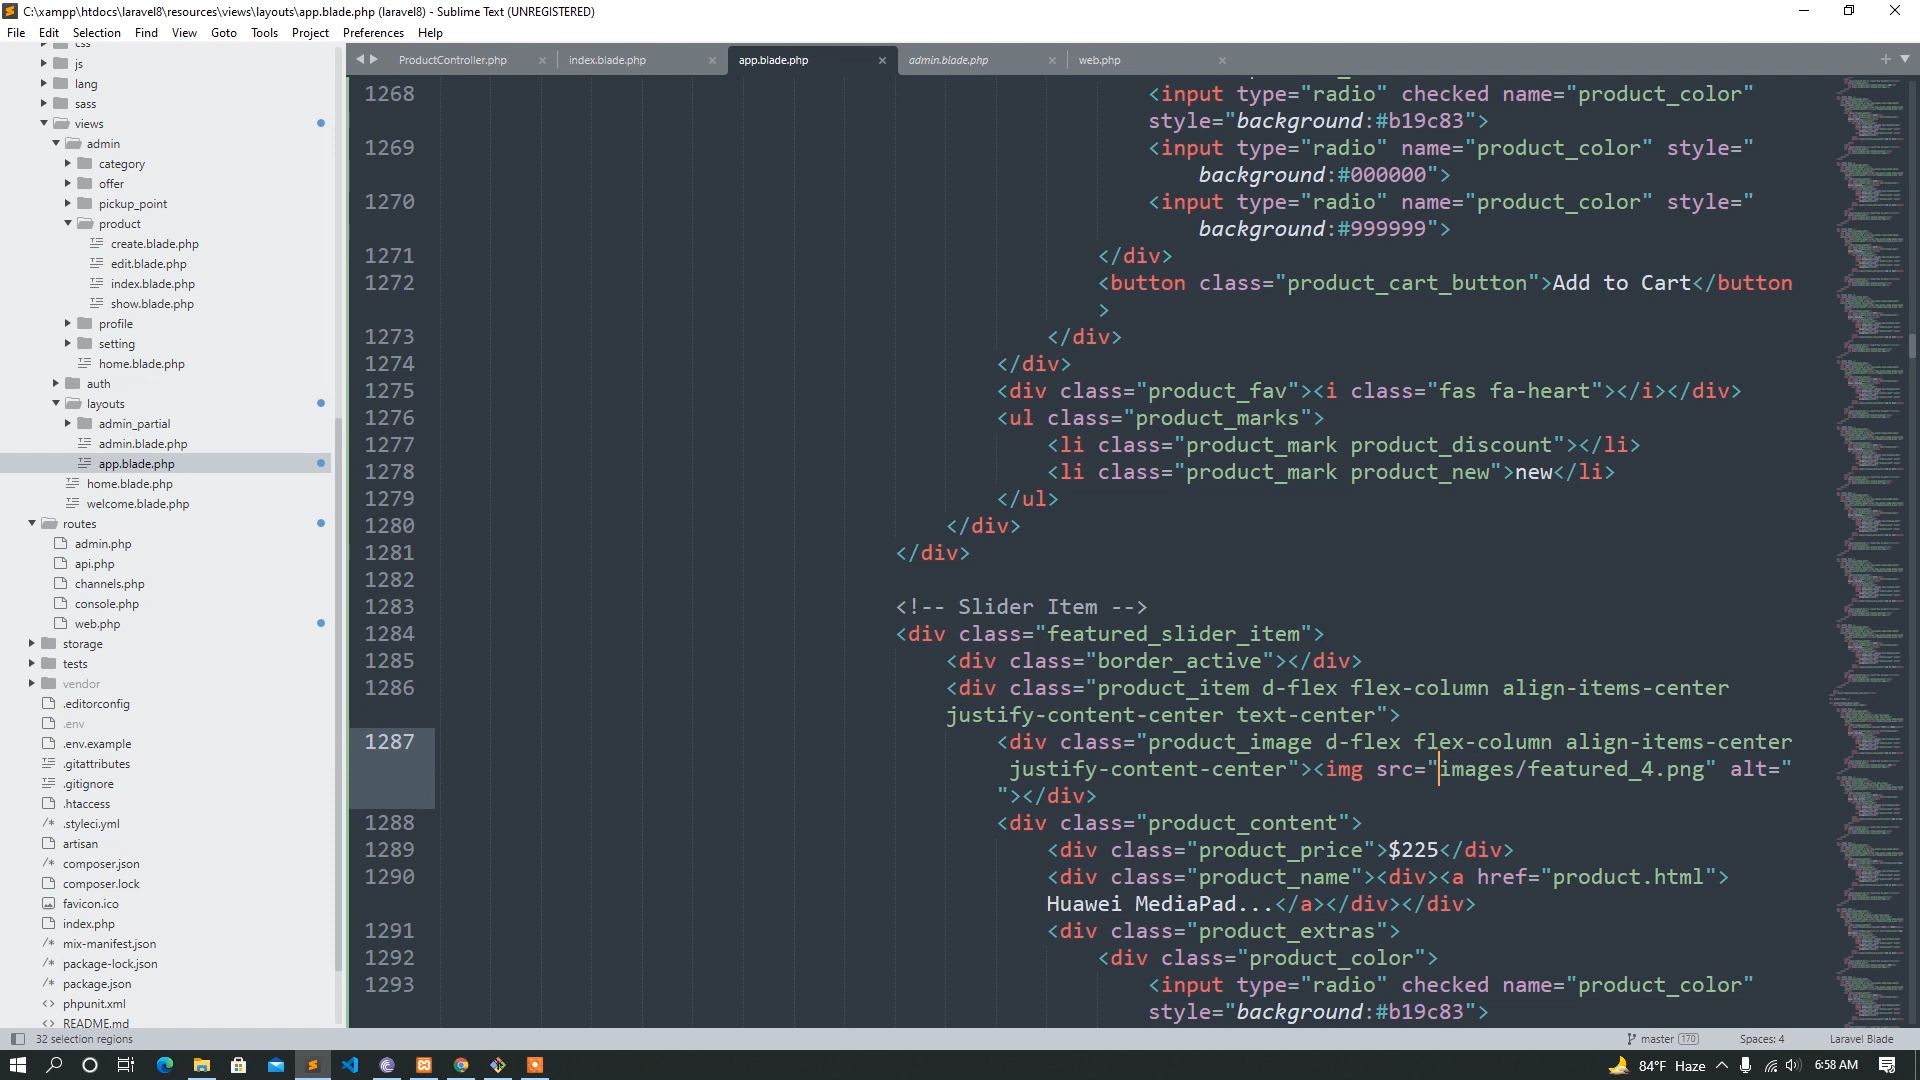 C:\xampp\htdocs\laravel8\resources\views\layouts\app.blade.php (laravel8) - Sublime Text (UNREGISTERED)
File Edit Selection Find View Goto Tools Project Preferences Help
css
js
lang
sass
views
admin
category
offer
pickup_point
product
create.blade.php
edit.blade.php
index.blade.php
show.blade.php
profile
setting
home.blade.php
auth
layouts
admin_partial
admin.blade.php
app.blade.php
home.blade.php
welcome.blade.php
routes
admin.php
api.php
channels.php
console.php
web.php
storage
tests
vendor
.editorconfig
.env
.env.example
.gitattributes
.gitignore
.htaccess
.styleci.yml
artisan
composer.json
composer.lock
favicon.ico
index.php
mix-manifest.json
package-lock.json
package.json
phpunit.xml
README.md
ProductController.php index.blade.php app.blade.php admin.blade.php web.php
1268 <input type="radio" checked name="product_color"
style="background:#b19c83">
1269 <input type="radio" name="product_color" style="
background:#000000">
1270 <input type="radio" name="product_color" style="
background:#999999">
1271 </div>
1272 <button class="product_cart_button">Add to Cart</button
>
1273 </div>
1274 </div>
1275 <div class="product_fav"><i class="fas fa-heart"></i></div>
1276 <ul class="product_marks">
1277 <li class="product_mark product_discount"></li>
1278 <li class="product_mark product_new">new</li>
1279 </ul>
1280 </div>
1281 </div>
1282
1283 <!-- Slider Item -->
1284 <div class="featured_slider_item">
1285 <div class="border_active"></div>
1286 <div class="product_item d-flex flex-column align-items-center
justify-content-center text-center">
1287 <div class="product_image d-flex flex-column align-items-center
justify-content-center"><img src="images/featured_4.png" alt="
"></div>
1288 <div class="product_content">
1289 <div class="product_price">$225</div>
1290 <div class="product_name"><div><a href="product.html">
Huawei MediaPad...</a></div></div>
1291 <div class="product_extras">
1292 <div class="product_color">
1293 <input type="radio" checked name="product_color"
style="background:#b19c83">
32 selection regions master 170 Spaces: 4 Laravel Blade
84°F Haze 6:58 AM